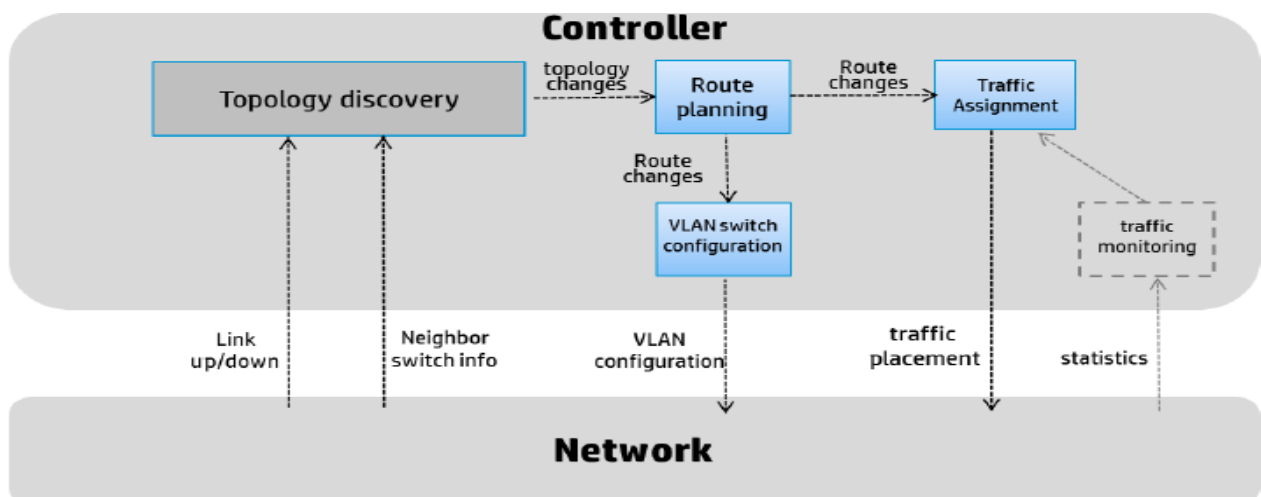 Controller
Topology discovery
topology
changes
Route
planning
Route
changes
Traffic
Assignment
Route
changes
VLAN switch
configuration
traffic
monitoring
Link
up/down
Neighbor
switch info
VLAN
configuration
traffic
placement
statistics
Network